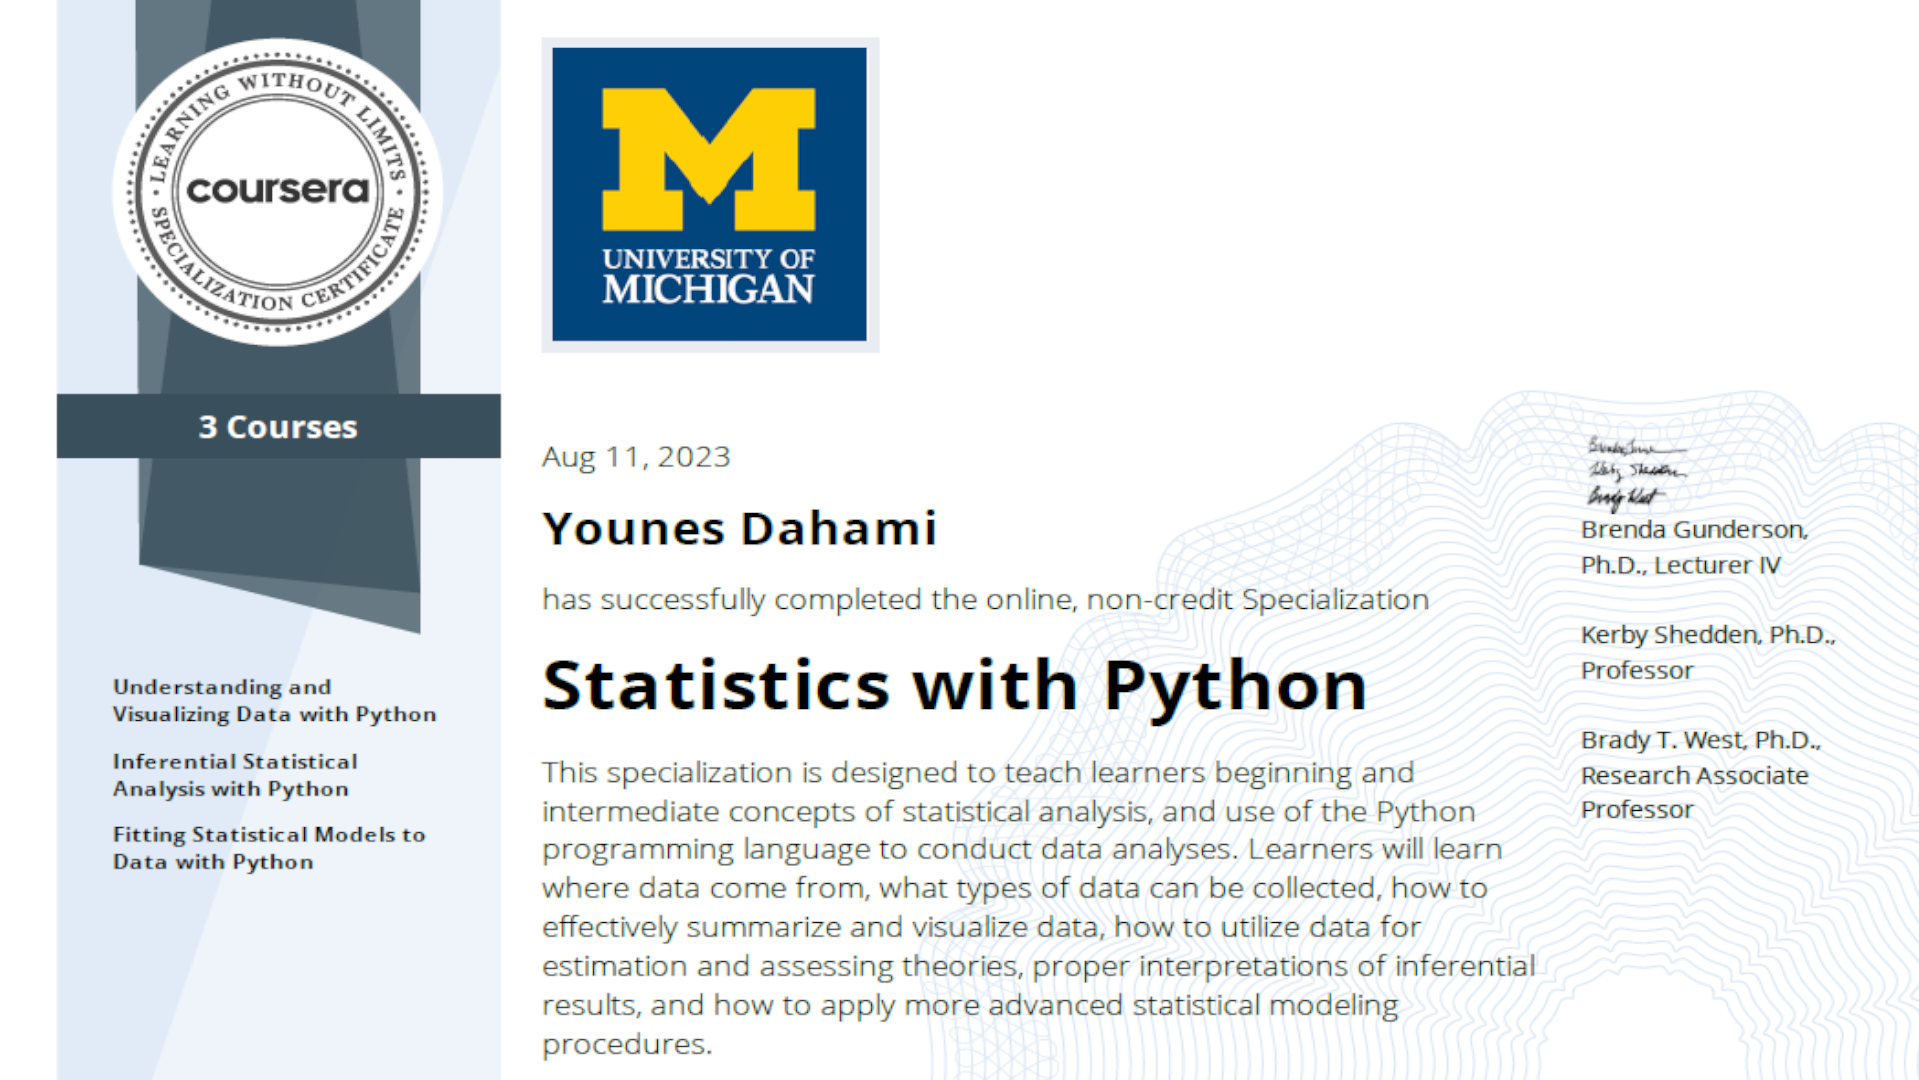 · LEARNING WITHOUT LIMITS ·
coursera
SPECIALIZATION CERTIFICATE
3 Courses
Understanding and
Visualizing Data with Python
Inferential Statistical
Analysis with Python
Fitting Statistical Models to
Data with Python
M
UNIVERSITY OF
MICHIGAN
Aug 11, 2023
Younes Dahami
has successfully completed the online, non-credit Specialization
Statistics with Python
This specialization is designed to teach learners beginning and
intermediate concepts of statistical analysis, and use of the Python
programming language to conduct data analyses. Learners will learn
where data come from, what types of data can be collected, how to
effectively summarize and visualize data, how to utilize data for
estimation and assessing theories, proper interpretations of inferential
results, and how to apply more advanced statistical modeling
procedures.
Brady West
Brenda Gunderson,
Ph.D., Lecturer IV
Kerby Shedden, Ph.D.,
Professor
Brady T. West, Ph.D.,
Research Associate
Professor